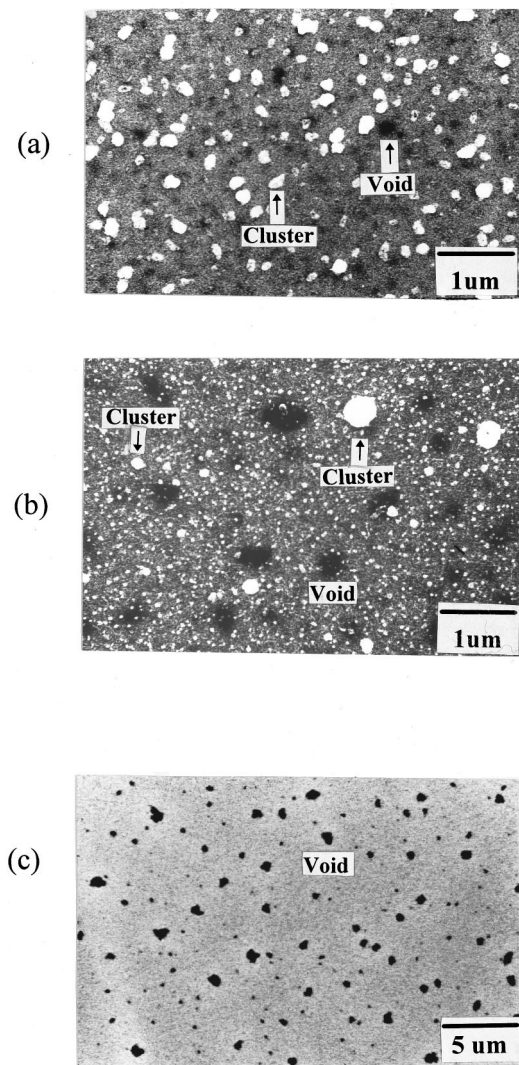 (a)
Void
Cluster
1um
(b)
Cluster
Cluster
Void
1um
(c)
Void
5 um